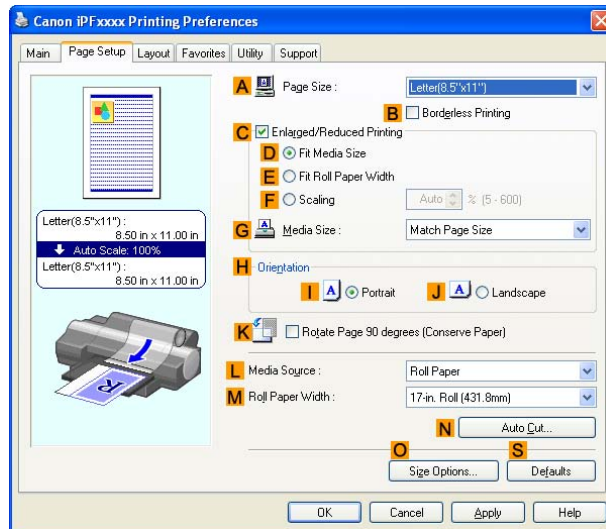 Canon iPFxxxx Printing Preferences
Main Page Setup Layout Favorites Utility Support
A Page Size : Letter(8.5"x11")
B Borderless Printing
C Enlarged/Reduced Printing
D Fit Media Size
E Fit Roll Paper Width
F Scaling Auto % (5 - 600)
G Media Size : Match Page Size
Letter(8.5"x11") :
8.50 in x 11.00 in
Auto Scale: 100%
Letter(8.5"x11") :
8.50 in x 11.00 in
H Orientation
I A Portrait J A Landscape
K Rotate Page 90 degrees (Conserve Paper)
R
L Media Source : Roll Paper
M Roll Paper Width : 17-in. Roll (431.8mm)
N Auto Cut...
O S
Size Options... Defaults
OK Cancel Apply Help